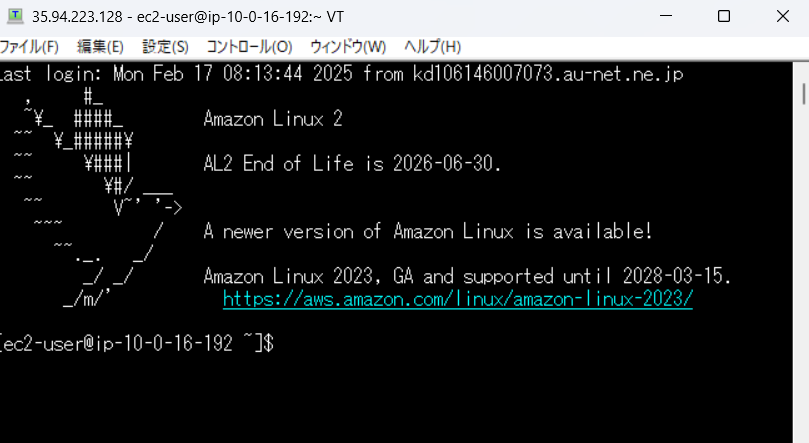 35.94.223.128 - ec2-user@ip-10-0-16-192:~ VT
ファイル(F) 編集(E) 設定(S) コントロール(O) ウィンドウ(W) ヘルプ(H)
Last login: Mon Feb 17 08:13:44 2025 from kd106146007073.au-net.ne.jp
   ,     #_
   ~¥_  ####_        Amazon Linux 2
  ~~  ¥_#####¥
  ~~     ¥###|       AL2 End of Life is 2026-06-30.
  ~~       ¥#/ ___
   ~~       V~' '->
    ~~~         /    A newer version of Amazon Linux is available!
      ~~._.   _/
         _/ _/       Amazon Linux 2023, GA and supported until 2028-03-15.
       _/m/'           https://aws.amazon.com/linux/amazon-linux-2023/
[ec2-user@ip-10-0-16-192 ~]$